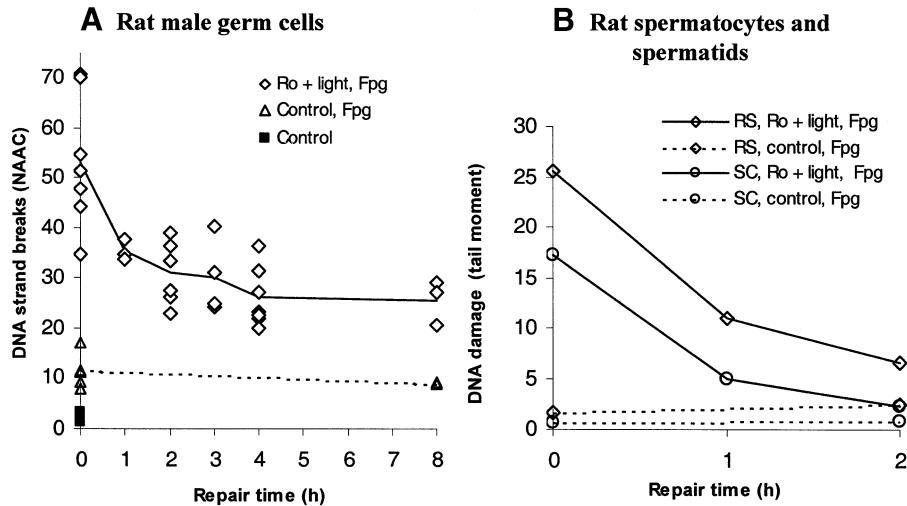 A Rat male germ cells
DNA strand breaks (NAAC)
70
60
50
40
30
20
10
0
Ro + light, Fpg
Control, Fpg
Control
0 1 2 3 4 5 6 7 8
Repair time (h)
B Rat spermatocytes and
spermatids
DNA damage (tail moment)
30
25
20
15
10
5
0
RS, Ro + light, Fpg
RS, control, Fpg
SC, Ro + light, Fpg
SC, control, Fpg
0 1 2
Repair time (h)